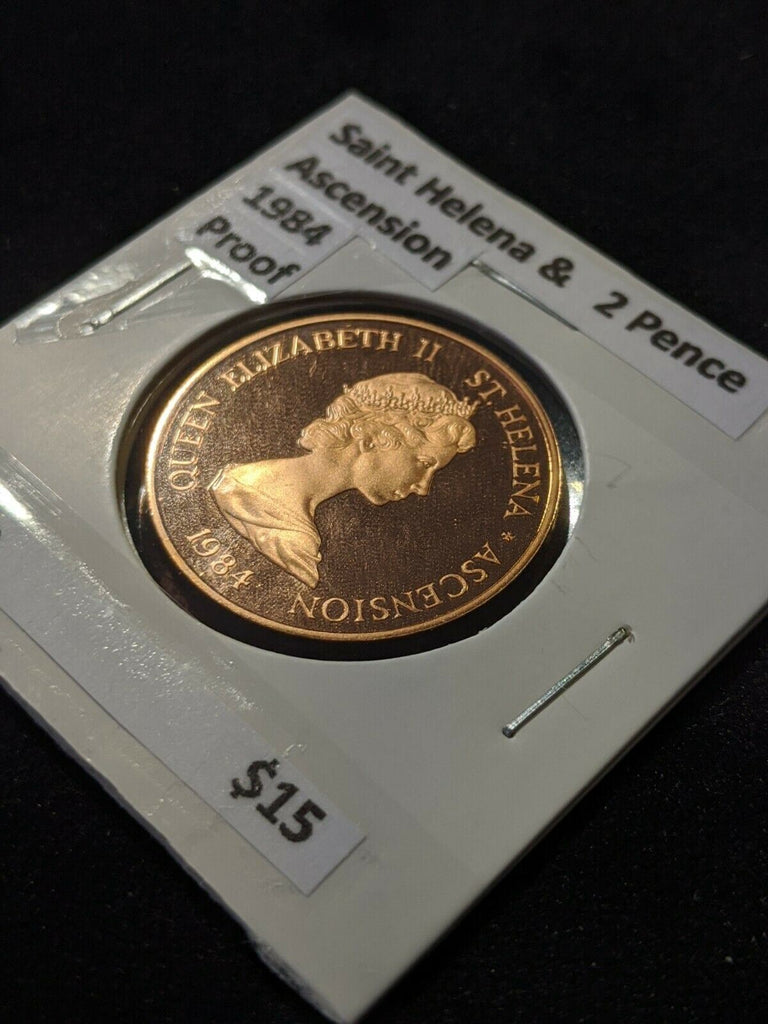 Saint Helena & 2 Pence
Ascension
1984
Proof
QUEEN ELIZABETH II ST HELENA * ASCENSION
1984
$15